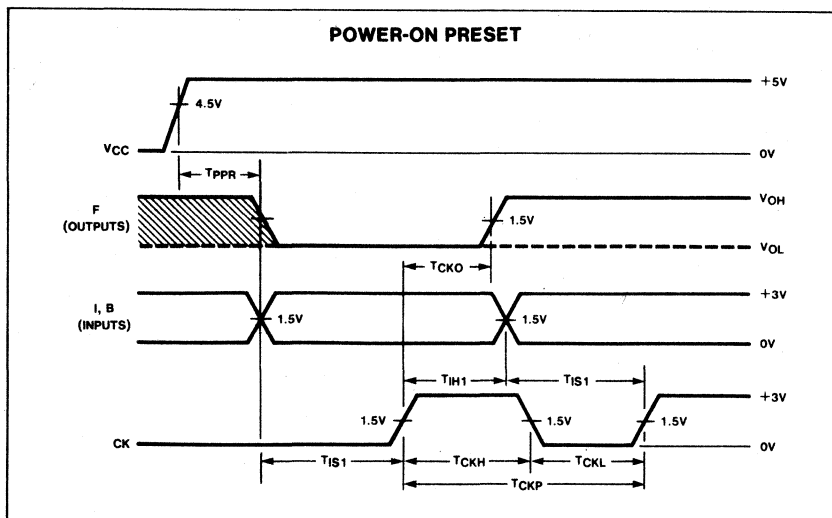 POWER-ON PRESET
+5V
4.5V
VCC
0V
TPPR
F
(OUTPUTS)
VOH
1.5V
VOL
TCKO
I, B
(INPUTS)
+3V
1.5V
1.5V
0V
TIH1
TIS1
+3V
1.5V
1.5V
1.5V
CK
0V
TIS1
TCKH
TCKL
TCKP